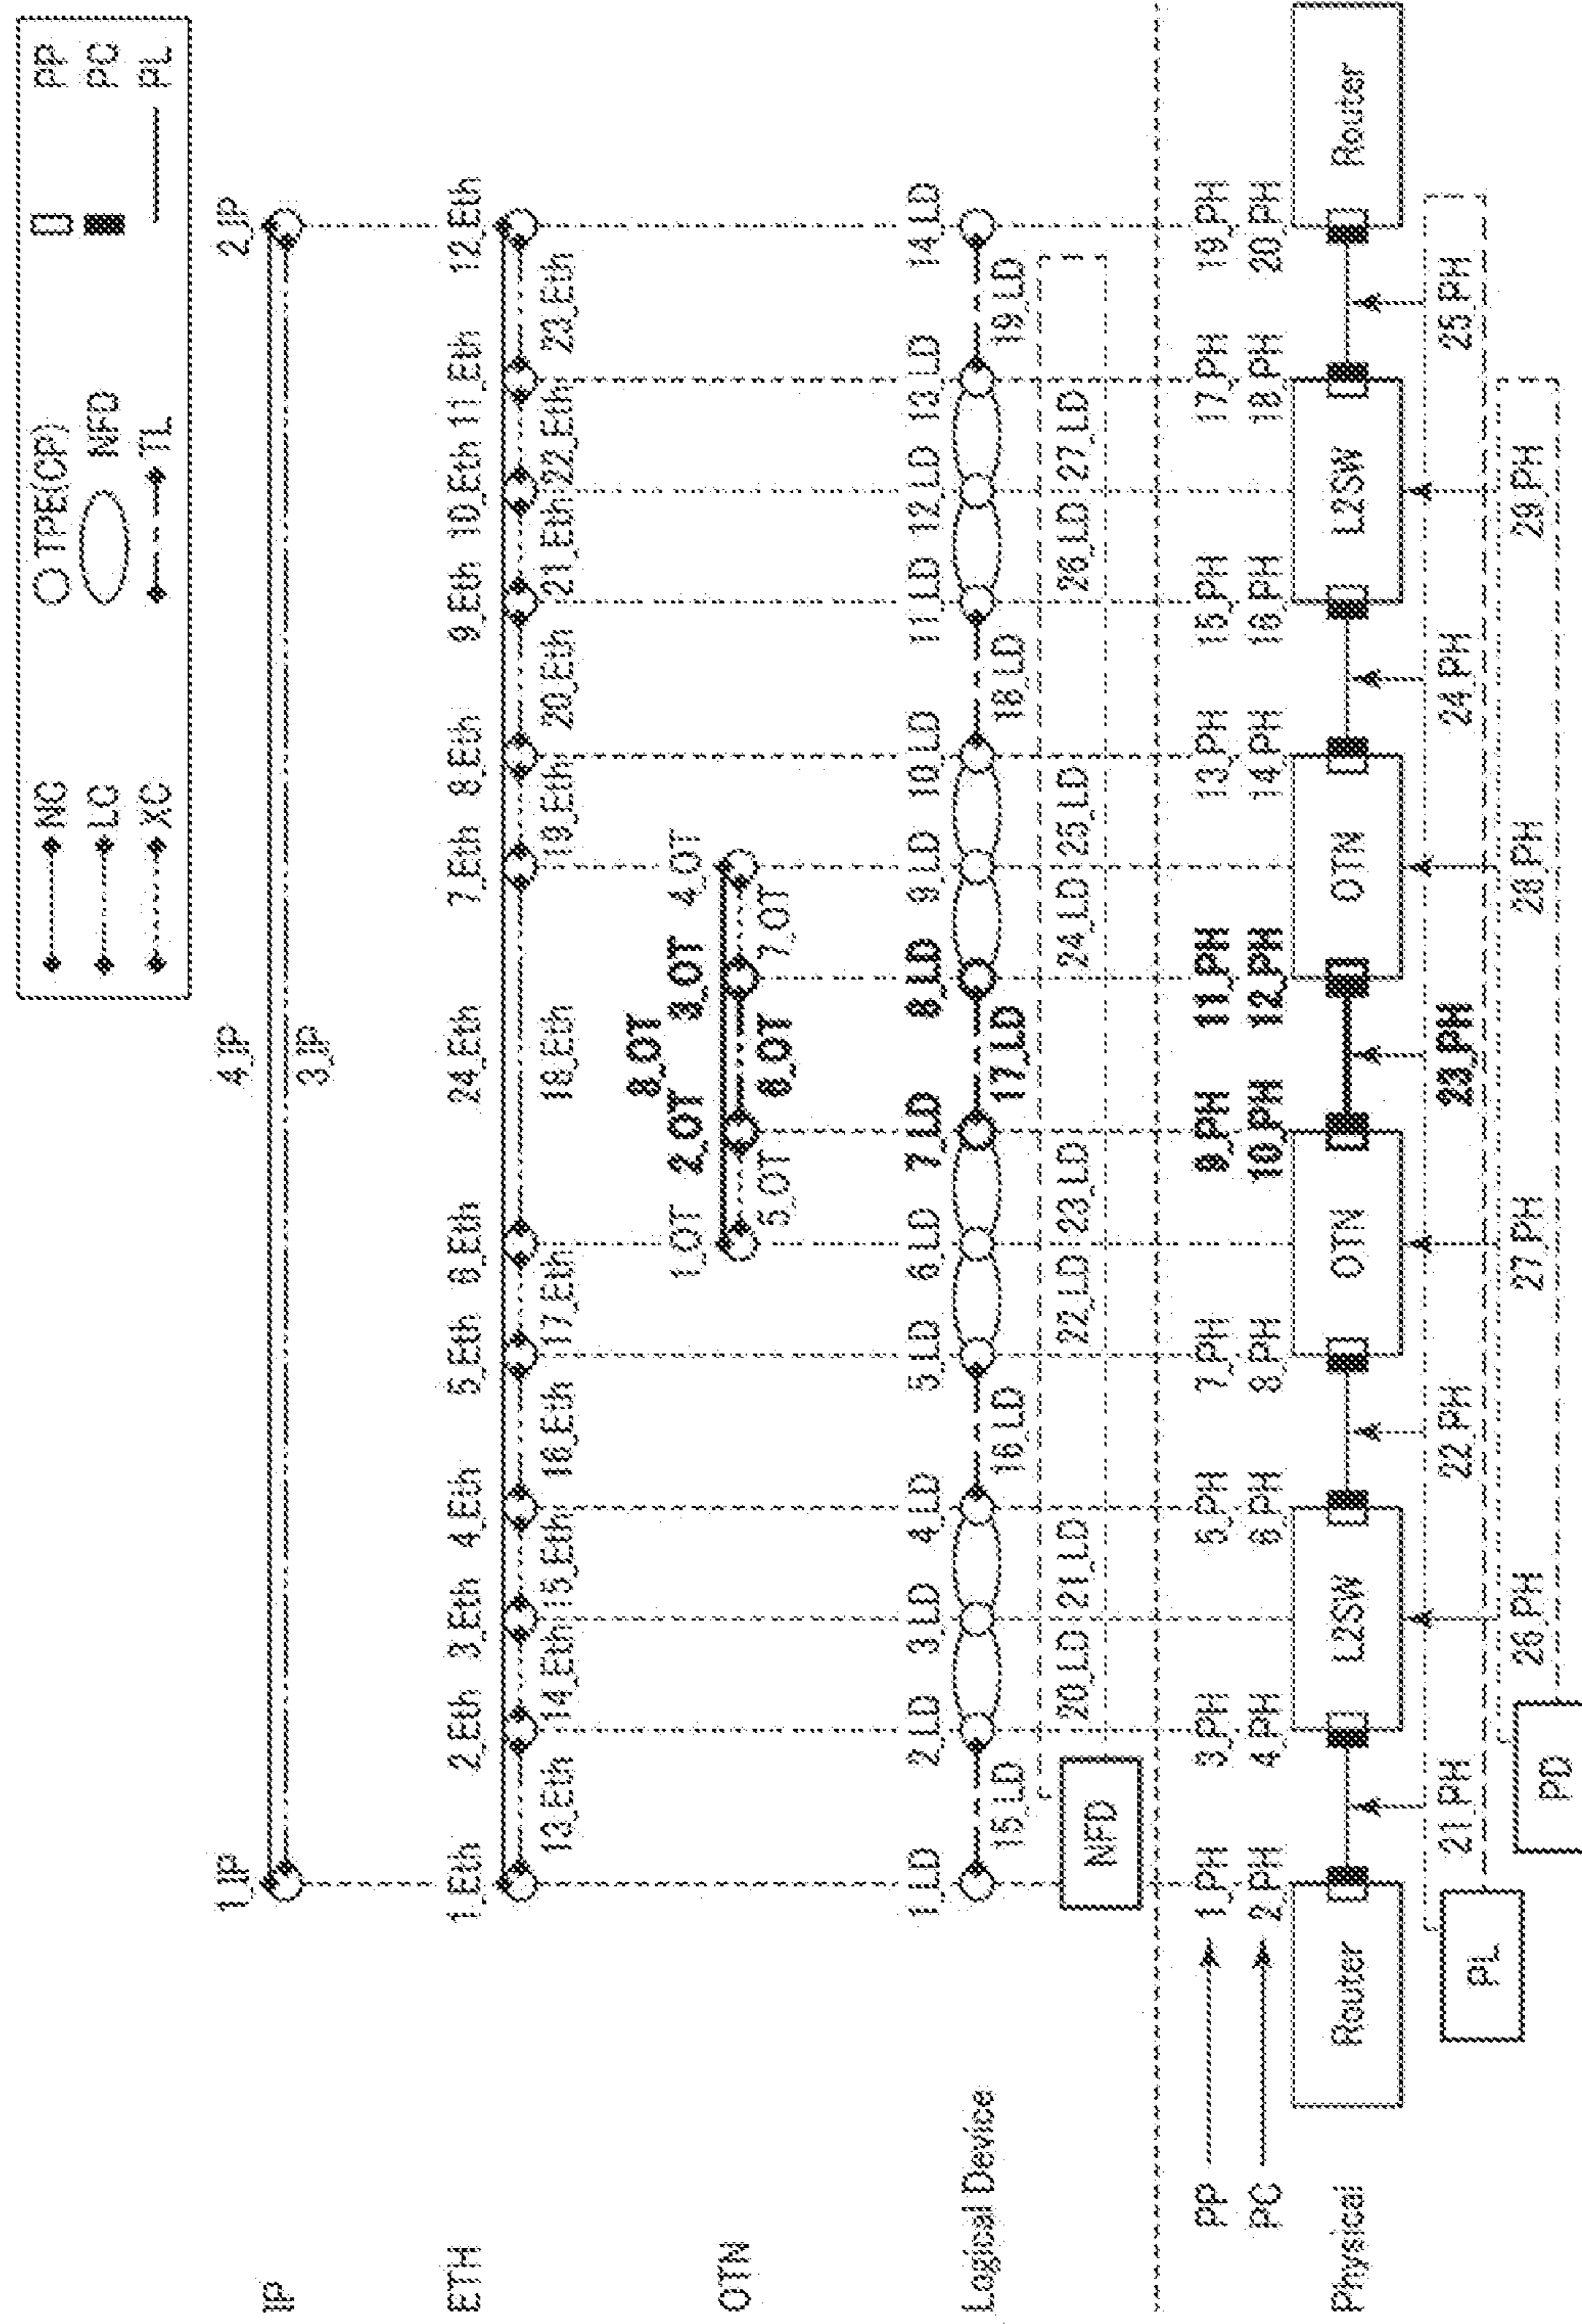 NC TPE(CP) PP
LC NFD PC
XC TL PL
IP
1_IP 4_IP 2_IP
3_IP
ETH
1_Eth 2_Eth 3_Eth 4_Eth 5_Eth 6_Eth 24_Eth 7_Eth 8_Eth 9_Eth 10_Eth 11_Eth 12_Eth
13_Eth 14_Eth 15_Eth 16_Eth 17_Eth 18_Eth 19_Eth 20_Eth 21_Eth 22_Eth 23_Eth
8_OT
OTN
1_OT 2_OT 3_OT 4_OT
5_OT 6_OT 7_OT
Logical Device
1_LD 2_LD 3_LD 4_LD 5_LD 6_LD 7_LD 8_LD 9_LD 10_LD 11_LD 12_LD 13_LD 14_LD
15_LD 16_LD 17_LD 18_LD 19_LD
NFD 20_LD 21_LD 22_LD 23_LD 24_LD 25_LD 26_LD 27_LD
PP 1_PH 3_PH 5_PH 7_PH 9_PH 11_PH 13_PH 15_PH 17_PH 19_PH
PC 2_PH 4_PH 6_PH 8_PH 10_PH 12_PH 14_PH 16_PH 18_PH 20_PH
Physical Router L2SW OTN OTN L2SW Router
PL 21_PH 22_PH 23_PH 24_PH 25_PH
PD 26_PH 27_PH 28_PH 29_PH